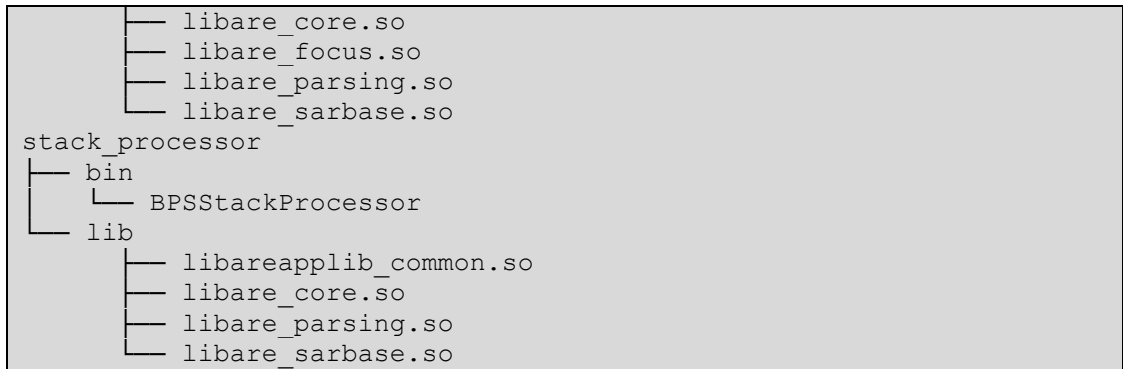 ├── libare_core.so
├── libare_focus.so
├── libare_parsing.so
└── libare_sarbase.so
stack_processor
├── bin
│   └── BPSStackProcessor
└── lib
├── libareapplib_common.so
├── libare_core.so
├── libare_parsing.so
└── libare_sarbase.so